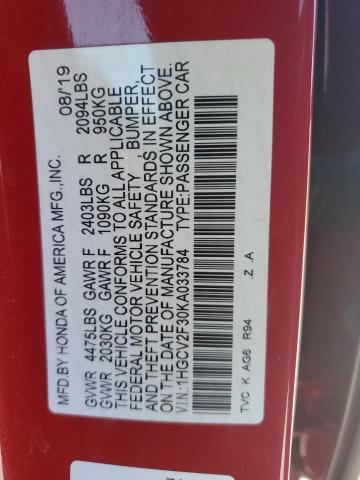 MFD.BY HONDA OF AMERICA MFG.,INC. 08/'19
GVWR 4475LBS GAWR F 2403LBS R 2094LBS
GVWR 2030KG GAWR F 1090KG R 950KG
THIS VEHICLE CONFORMS TO ALL APPLICABLE
FEDERAL MOTOR VEHICLE SAFETY , BUMPER,
AND THEFT PREVENTION STANDARDS IN EFFECT
ON THE DATE OF MANUFACTURE SHOWN ABOVE.
V.I.N.:1HGCV2F30KA033784 TYPE:PASSENGER CAR
TVC K AG6 R94 .Z .A